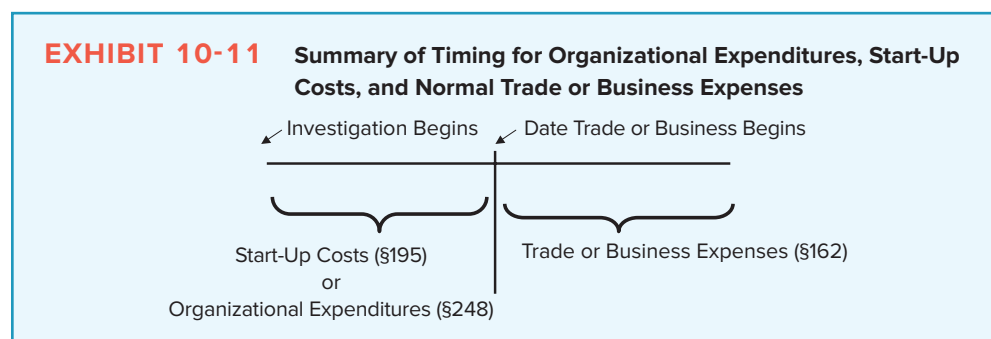 EXHIBIT 10-11 Summary of Timing for Organizational Expenditures, Start-Up
Costs, and Normal Trade or Business Expenses
Investigation Begins Date Trade or Business Begins
Start-Up Costs (§195) Trade or Business Expenses (§162)
or
Organizational Expenditures (§248)